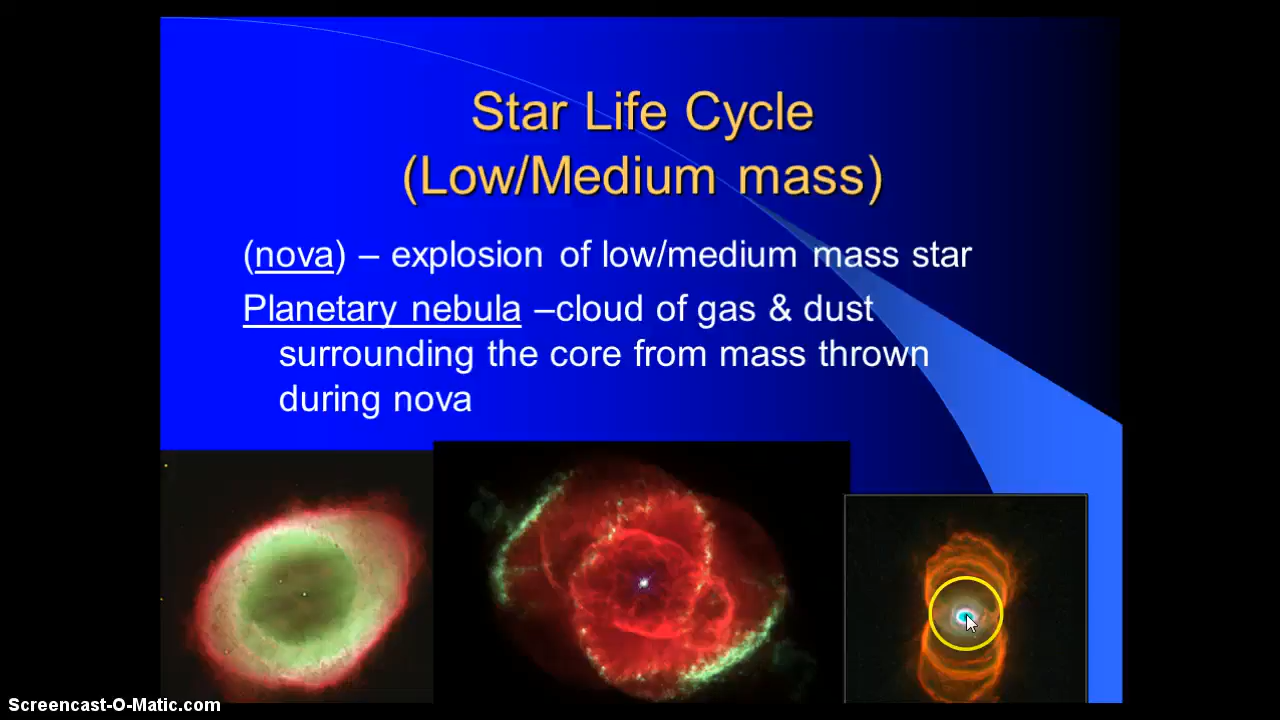 Star Life Cycle
(Low/Medium mass)
(nova) – explosion of low/medium mass star
Planetary nebula –cloud of gas & dust
surrounding the core from mass thrown
during nova
Screencast-O-Matic.com